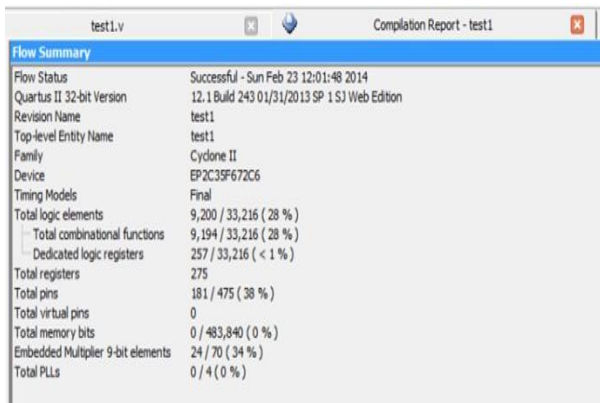 test1.v Compilation Report - test1
Flow Summary
Flow Status Successful - Sun Feb 23 12:01:48 2014
Quartus II 32-bit Version 12.1 Build 243 01/31/2013 SP 1 SJ Web Edition
Revision Name test1
Top-level Entity Name test1
Family Cyclone II
Device EP2C35F672C6
Timing Models Final
Total logic elements 9,200 / 33,216 ( 28 % )
Total combinational functions 9,194 / 33,216 ( 28 % )
Dedicated logic registers 257 / 33,216 ( < 1 % )
Total registers 275
Total pins 181 / 475 ( 38 % )
Total virtual pins 0
Total memory bits 0 / 483,840 ( 0 % )
Embedded Multiplier 9-bit elements 24 / 70 ( 34 % )
Total PLLs 0 / 4 ( 0 % )